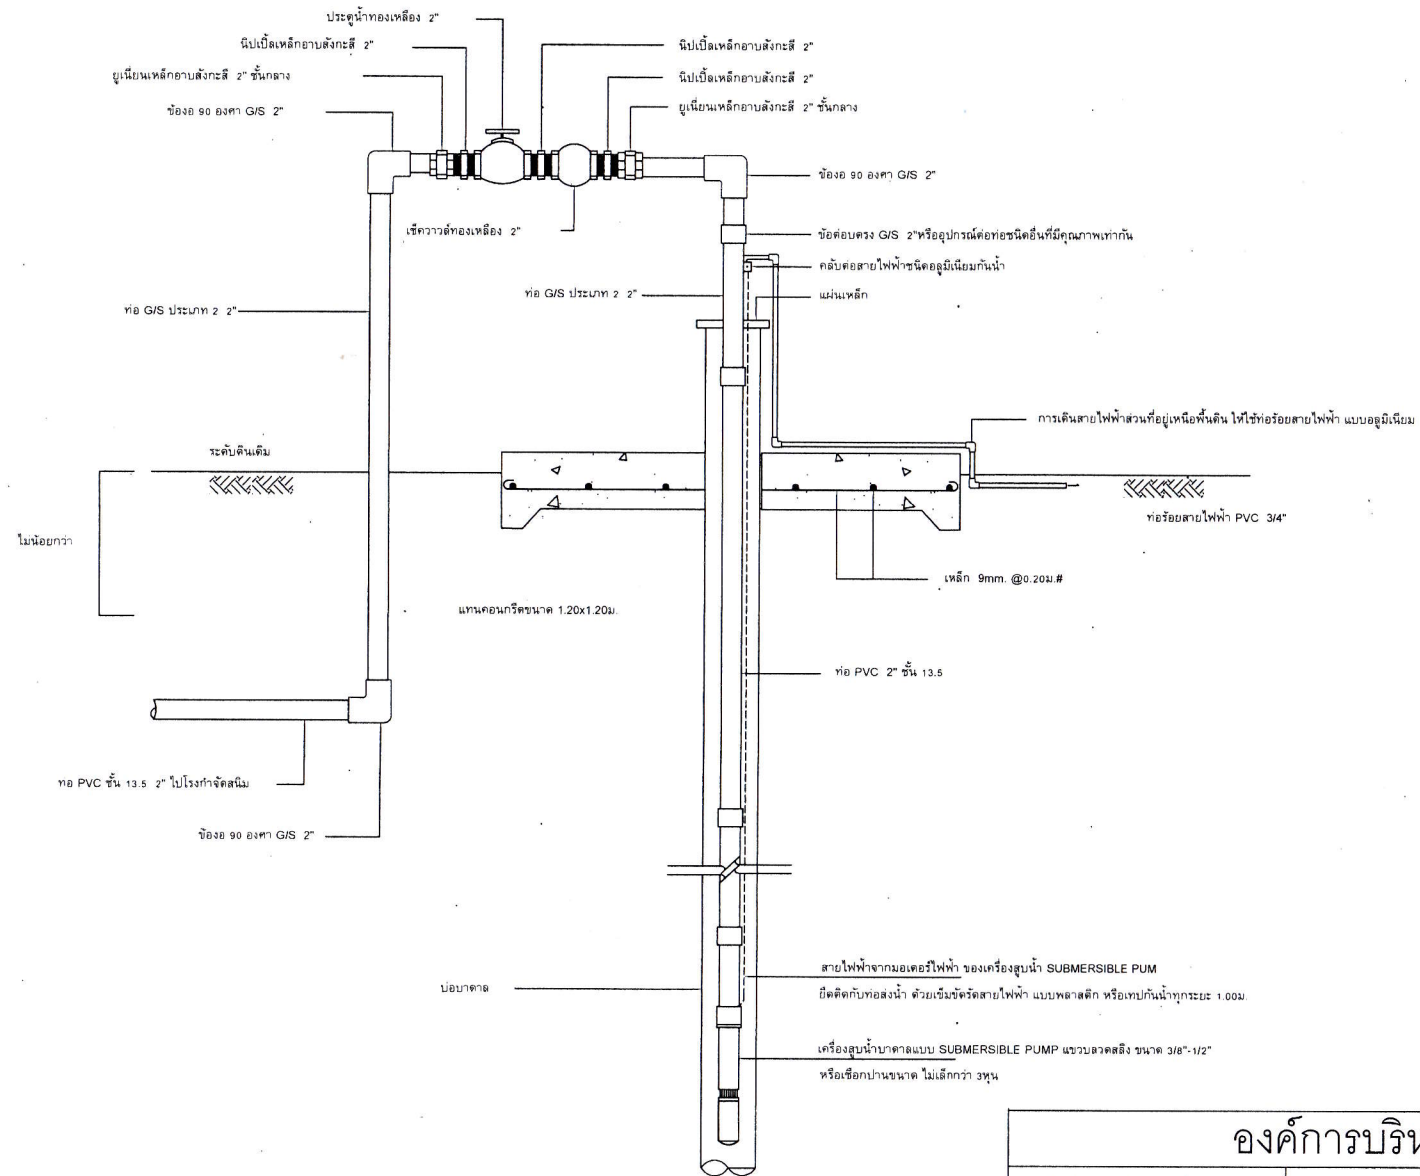 ประตูน้ำทองเหลือง 2"
นิปเปิ้ลเหล็กอาบสังกะสี 2"
ยูเนี่ยนเหล็กอาบสังกะสี 2" ชั้นกลาง
ข้องอ 90 องศา G/S 2"
นิปเปิ้ลเหล็กอาบสังกะสี 2"
นิปเปิ้ลเหล็กอาบสังกะสี 2"
ยูเนี่ยนเหล็กอาบสังกะสี 2" ชั้นกลาง
ข้องอ 90 องศา G/S 2"
เช็ควาวล์ทองเหลือง 2"
ข้อต่อบตรง G/S 2"หรืออุปกรณ์ต่อท่อชนิดอื่นที่มีคุณภาพเท่ากัน
คลับต่อสายไฟฟ้าชนิดอลูมิเนียมกันน้ำ
ท่อ G/S ประเภท 2 2"
แผ่นเหล็ก
ท่อ G/S ประเภท 2 2"
การเดินสายไฟฟ้าส่วนที่อยู่เหนือพื้นดิน ให้ใช้ท่อร้อยสายไฟฟ้า แบบอลูมิเนียม
ระดับดินเดิม
ท่อร้อยสายไฟฟ้า PVC 3/4"
ไม่น้อยกว่า
เหล็ก 9mm. @0.20ม.#
แทนคอนกรีตขนาด 1.20x1.20ม.
ท่อ PVC 2" ชั้น 13.5
ทอ PVC ชั้น 13.5 2" ไปโรงกำจัดสนิม
ข้องอ 90 องศา G/S 2"
สายไฟฟ้าจากมอเตอร์ไฟฟ้า ของเครื่องสูบน้ำ SUBMERSIBLE PUM
ยึดติดกับท่อส่งน้ำ ด้วยเข็มขัดรัดสายไฟฟ้า แบบพลาสติก หรือเทปกันน้ำทุกระยะ 1.00ม.
บ่อบาดาล
เครื่องสูบน้ำบาดาลแบบ SUBMERSIBLE PUMP แขวบลวดสลิง ขนาด 3/8"-1/2"
หรือเชือกปานขนาด ไม่เล็กกว่า 3หุน
องค์การบริห